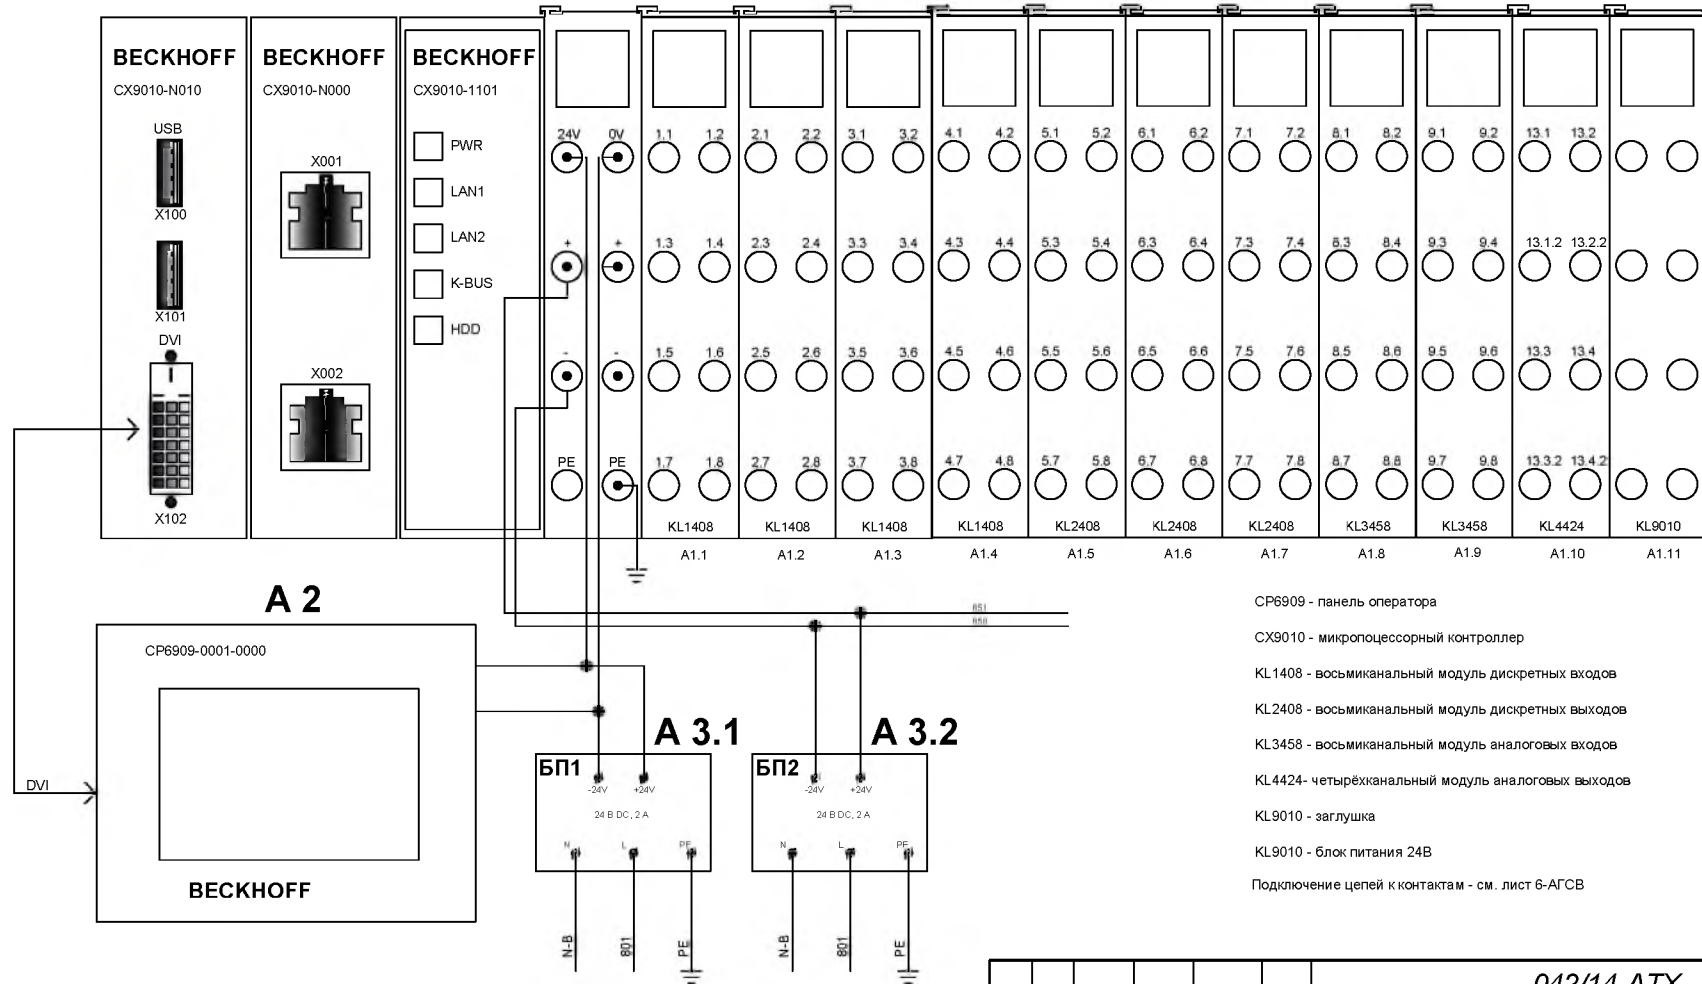 BECKHOFF BECKHOFF BECKHOFF
CX9010-N010 CX9010-N000 CX9010-1101
USB
X100
X101
DVI
X102
X001
X002
PWR
LAN1
LAN2
K-BUS
HDD
24V 0V 1.1 1.2 2.1 2.2 3.1 3.2 4.1 4.2 5.1 5.2 6.1 6.2 7.1 7.2 8.1 8.2 9.1 9.2 13.1 13.2
+ + 1.3 1.4 2.3 2.4 3.3 3.4 4.3 4.4 5.3 5.4 6.3 6.4 7.3 7.4 8.3 8.4 9.3 9.4 13.1.2 13.2.2
- - 1.5 1.6 2.5 2.6 3.5 3.6 4.5 4.6 5.5 5.6 6.5 6.6 7.5 7.6 8.5 8.6 9.5 9.6 13.3 13.4
PE PE 1.7 1.8 2.7 2.8 3.7 3.8 4.7 4.8 5.7 5.8 6.7 6.8 7.7 7.8 8.7 8.8 9.7 9.8 13.3.2 13.4.2
KL1408 KL1408 KL1408 KL1408 KL2408 KL2408 KL2408 KL3458 KL3458 KL4424 KL9010
A1.1 A1.2 A1.3 A1.4 A1.5 A1.6 A1.7 A1.8 A1.9 A1.10 A1.11
A 2
CP6909-0001-0000
DVI
BECKHOFF
851
850
A 3.1
БП1
-24V +24V
24 В DC, 2 А
N L PE
N-B 801 PE
A 3.2
БП2
-24V +24V
24 В DC, 2 А
N L PE
N-B 801 PE
CP6909 - панель оператора
CX9010 - микропоцессорный контроллер
KL1408 - восьмиканальный модуль дискретных входов
KL2408 - восьмиканальный модуль дискретных выходов
KL3458 - восьмиканальный модуль аналоговых входов
KL4424- четырёхканальный модуль аналоговых выходов
KL9010 - заглушка
KL9010 - блок питания 24В
Подключение цепей к контактам - см. лист 6-АГСВ
042/14-АТХ